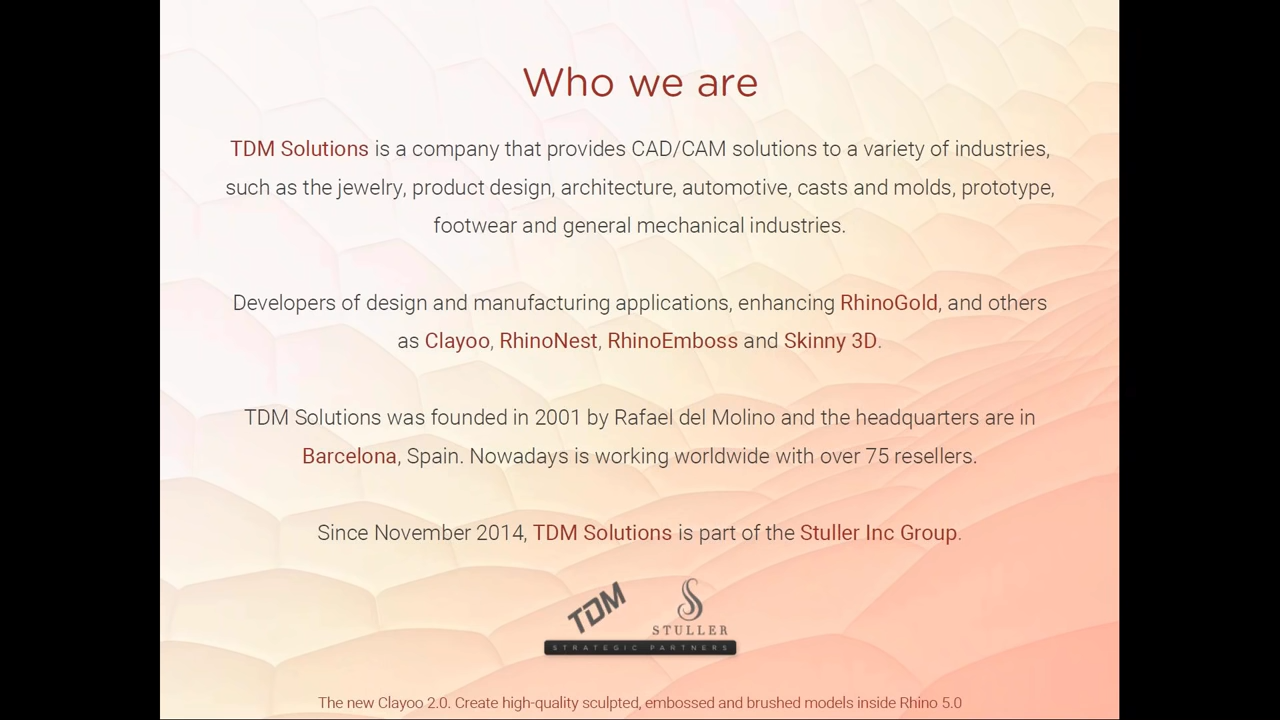 Who we are
TDM Solutions is a company that provides CAD/CAM solutions to a variety of industries,
such as the jewelry, product design, architecture, automotive, casts and molds, prototype,
footwear and general mechanical industries.
Developers of design and manufacturing applications, enhancing RhinoGold, and others
as Clayoo, RhinoNest, RhinoEmboss and Skinny 3D.
TDM Solutions was founded in 2001 by Rafael del Molino and the headquarters are in
Barcelona, Spain. Nowadays is working worldwide with over 75 resellers.
Since November 2014, TDM Solutions is part of the Stuller Inc Group.
TDM
STULLER
STRATEGIC PARTNERS
The new Clayoo 2.0. Create high-quality sculpted, embossed and brushed models inside Rhino 5.0